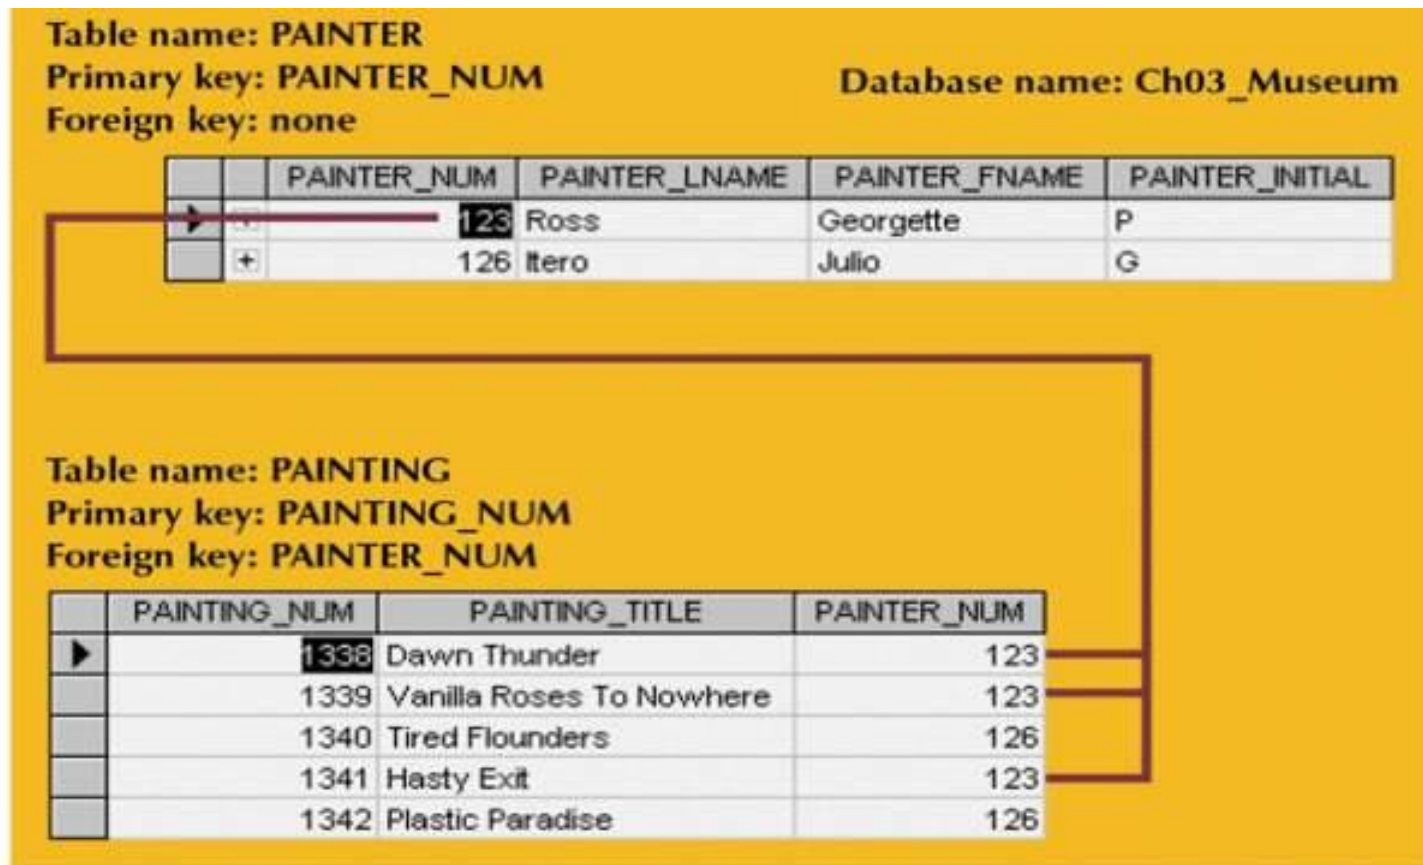 Table name: PAINTER
Primary key: PAINTER_NUM
Database name: Ch03_Museum
Foreign key: none
PAINTER_NUM PAINTER_LNAME PAINTER_FNAME PAINTER_INITIAL
123 Ross Georgette P
126 Itero Julio G
Table name: PAINTING
Primary key: PAINTING_NUM
Foreign key: PAINTER_NUM
PAINTING_NUM PAINTING_TITLE PAINTER_NUM
1338 Dawn Thunder 123
1339 Vanilla Roses To Nowhere 123
1340 Tired Flounders 126
1341 Hasty Exit 123
1342 Plastic Paradise 126